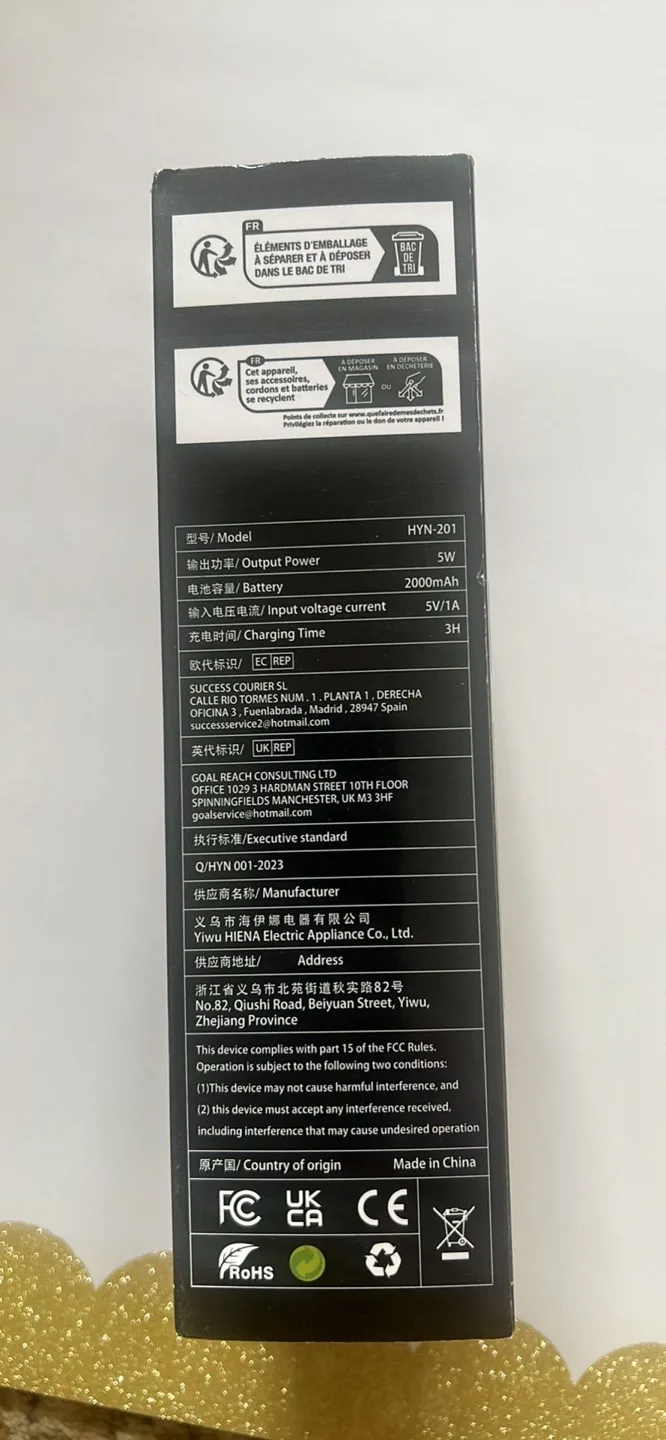 FR
ÉLÉMENTS D'EMBALLAGE
À SÉPARER ET À DÉPOSER
DANS LE BAC DE TRI
BAC
DE
TRI
FR
Cet appareil,
ses accessoires,
cordons et batteries
se recyclent
À DÉPOSER
EN MAGASIN
OU
À DÉPOSER
EN DÉCHÈTERIE
Points de collecte sur www.quefairedemesdechets.fr
Privilégiez la réparation ou le don de votre appareil !
型号/ Model HYN-201
输出功率/ Output Power 5W
电池容量/ Battery 2000mAh
输入电压电流/ Input voltage current 5V/1A
充电时间/ Charging Time 3H
欧代标识/ EC REP
SUCCESS COURIER SL
CALLE RIO TORMES NUM . 1 . PLANTA 1 , DERECHA
OFICINA 3 , Fuenlabrada , Madrid , 28947 Spain
successservice2@hotmail.com
英代标识/ UK REP
GOAL REACH CONSULTING LTD
OFFICE 1029 3 HARDMAN STREET 10TH FLOOR
SPINNINGFIELDS MANCHESTER, UK M3 3HF
goalservice@hotmail.com
执行标准/Executive standard
Q/HYN 001-2023
供应商名称/ Manufacturer
义乌市海伊娜电器有限公司
Yiwu HIENA Electric Appliance Co., Ltd.
供应商地址/ Address
浙江省义乌市北苑街道秋实路82号
No.82, Qiushi Road, Beiyuan Street, Yiwu,
Zhejiang Province
This device complies with part 15 of the FCC Rules.
Operation is subject to the following two conditions:
(1)This device may not cause harmful interference, and
(2) this device must accept any interference received,
including interference that may cause undesired operation
原产国/ Country of origin Made in China
FC
UK
CA
CE
RoHS